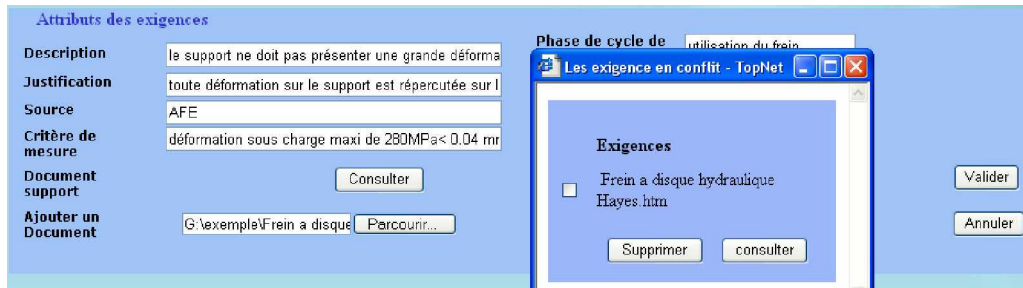 Attributs des exigences
Description
le support ne doit pas présenter une grande déforma
Justification
toute déformation sur le support est répercutée sur l
Source
AFE
Critère de
mesure
déformation sous charge maxi de 280MPa< 0.04 mr
Document
support
Consulter
Ajouter un
Document
G:\exemple\Frein a disque
Parcourir...
Phase de cycle de
utilisation du frein
Les exigence en conflit - TopNet
Exigences
Frein a disque hydraulique
Hayes.htm
Supprimer
consulter
Valider
Annuler